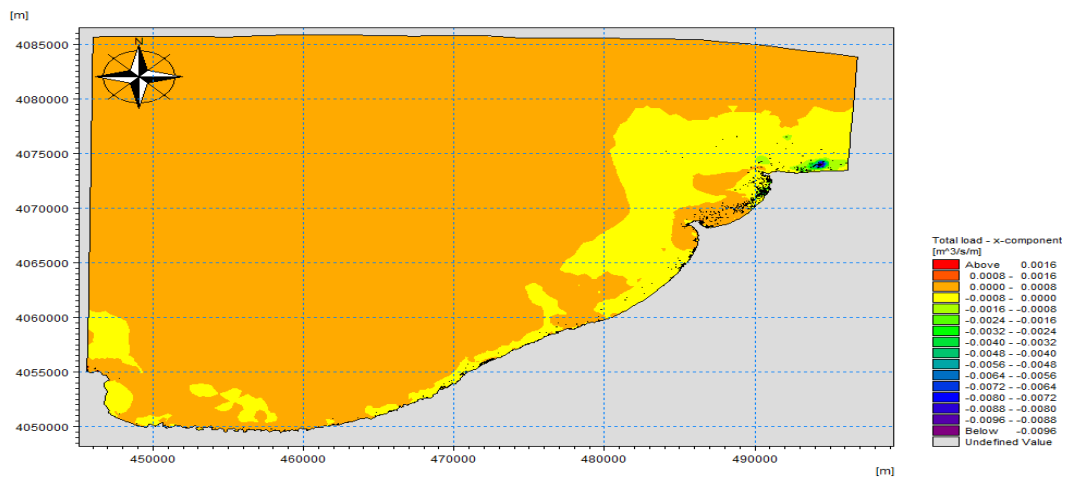 [m]
N
4085000
4080000
4075000
4070000
4065000
4060000
4055000
4050000
450000 460000 470000 480000 490000
[m]
Total load - x-component
[m^3/s/m]
Above 0.0016
0.0008 - 0.0016
0.0000 - 0.0008
-0.0008 - 0.0000
-0.0016 - -0.0008
-0.0024 - -0.0016
-0.0032 - -0.0024
-0.0040 - -0.0032
-0.0048 - -0.0040
-0.0056 - -0.0048
-0.0064 - -0.0056
-0.0072 - -0.0064
-0.0080 - -0.0072
-0.0088 - -0.0080
-0.0096 - -0.0088
Below -0.0096
Undefined Value